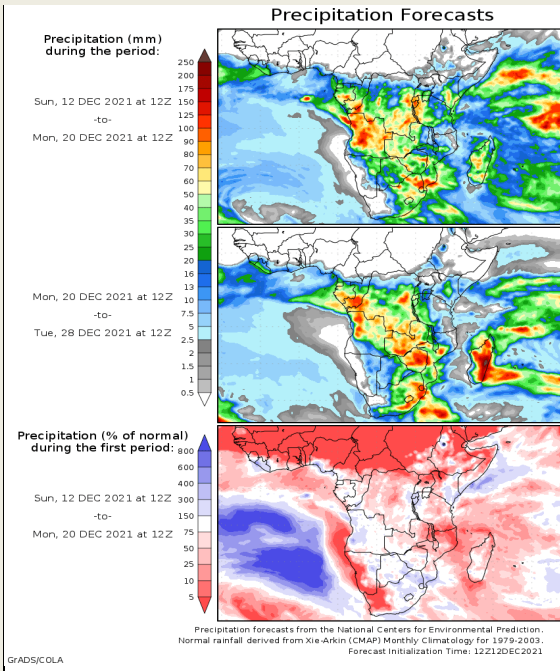 Precipitation Forecasts
Precipitation (mm)
during the period:
Sun, 12 DEC 2021 at 12Z
-to-
Mon, 20 DEC 2021 at 12Z
250
200
175
150
125
100
90
80
70
60
50
40
35
30
25
20
16
13
10
7.5
5
2.5
2
1.5
1
0.5
Mon, 20 DEC 2021 at 12Z
-to-
Tue, 28 DEC 2021 at 12Z
Precipitation (% of normal)
during the first period:
Sun, 12 DEC 2021 at 12Z
-to-
Mon, 20 DEC 2021 at 12Z
800
600
400
300
150
75
50
25
10
5
Precipitation forecasts from the National Centers for Environmental Prediction.
Normal rainfall derived from Xie-Arkin (CMAP) Monthly Climatology for 1979-2003.
Forecast Initialization Time: 12Z12DEC2021
GrADS/COLA